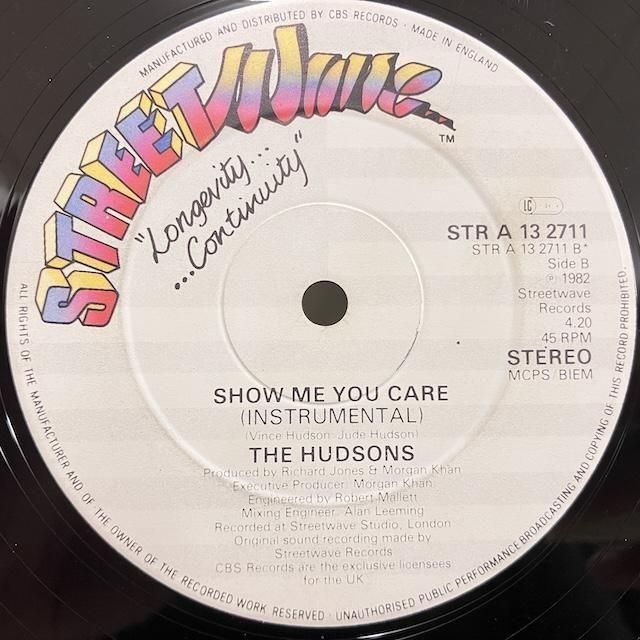 MANUFACTURED AND DISTRIBUTED BY CBS RECORDS · MADE IN ENGLAND
STREETWave
TM
"Longevity...
...Continuity"
LC
STR A 13 2711
STR A 13 2711 B*
Side B
℗ 1982
Streetwave
Records
4.20
45 RPM
STEREO
MCPS/BIEM
SHOW ME YOU CARE
(INSTRUMENTAL)
(Vince Hudson: Jude Hudson)
THE HUDSONS
Produced by Richard Jones & Morgan Khan
Executive Producer: Morgan Khan
Engineered by Robert Mallett
Mixing Engineer: Alan Leeming
Recorded at Streetwave Studio, London
Original sound recording made by
Streetwave Records
CBS Records are the exclusive licensees
for the UK
ALL RIGHTS OF THE MANUFACTURER AND OF THE OWNER OF THE RECORDED WORK RESERVED · UNAUTHORISED PUBLIC PERFORMANCE BROADCASTING AND COPYING OF THIS RECORD PROHIBITED.